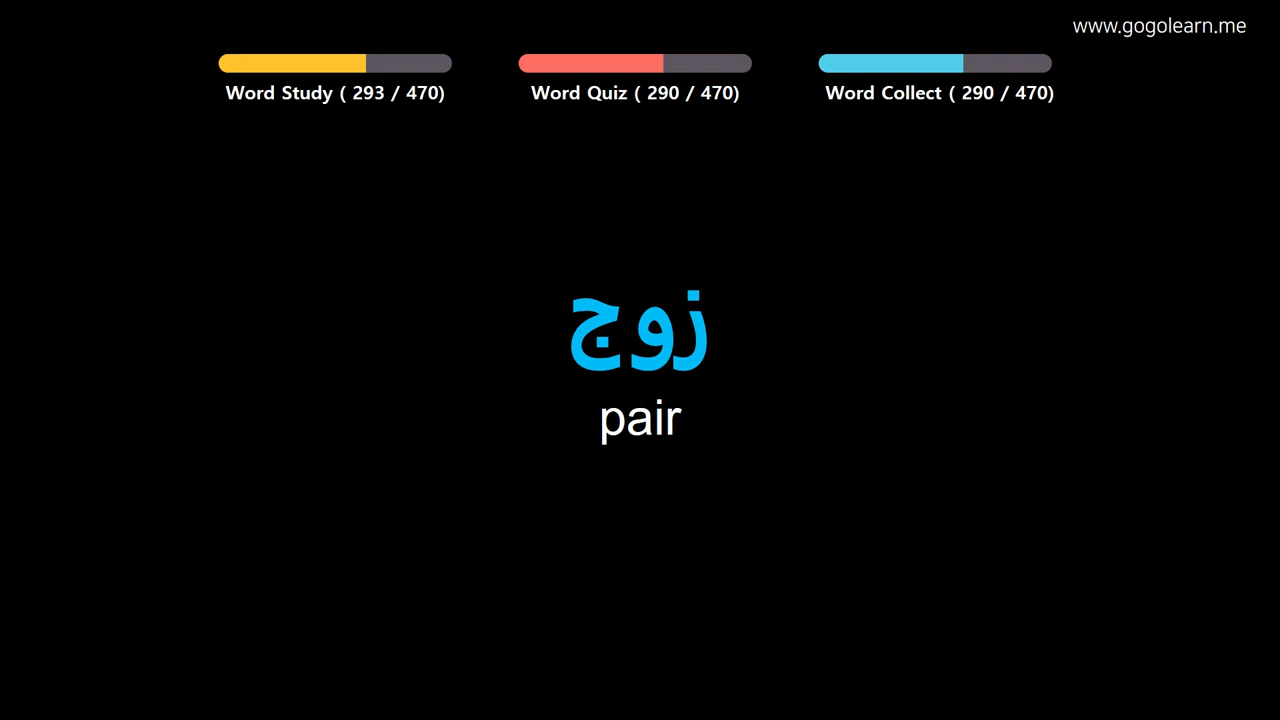 www.gogolearn.me
Word Study ( 293 / 470)
Word Quiz ( 290 / 470)
Word Collect ( 290 / 470)
زوج
pair